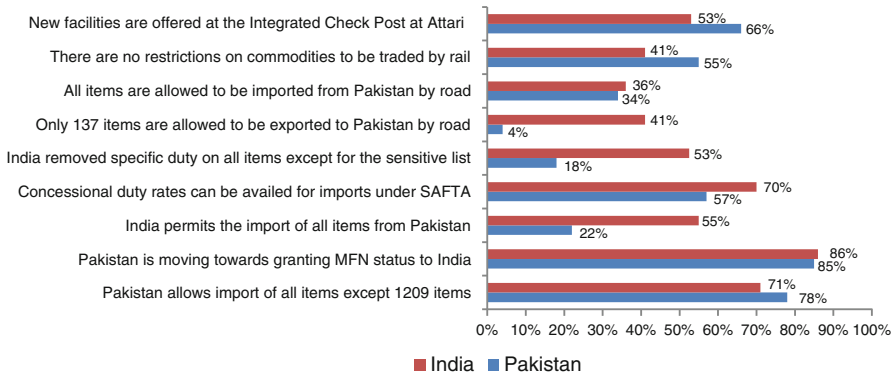 New facilities are offered at the Integrated Check Post at Attari
53%
66%
There are no restrictions on commodities to be traded by rail
41%
55%
All items are allowed to be imported from Pakistan by road
36%
34%
Only 137 items are allowed to be exported to Pakistan by road
41%
4%
India removed specific duty on all items except for the sensitive list
53%
18%
Concessional duty rates can be availed for imports under SAFTA
70%
57%
India permits the import of all items from Pakistan
55%
22%
Pakistan is moving towards granting MFN status to India
86%
85%
Pakistan allows import of all items except 1209 items
71%
78%
0% 10% 20% 30% 40% 50% 60% 70% 80% 90% 100%
India Pakistan